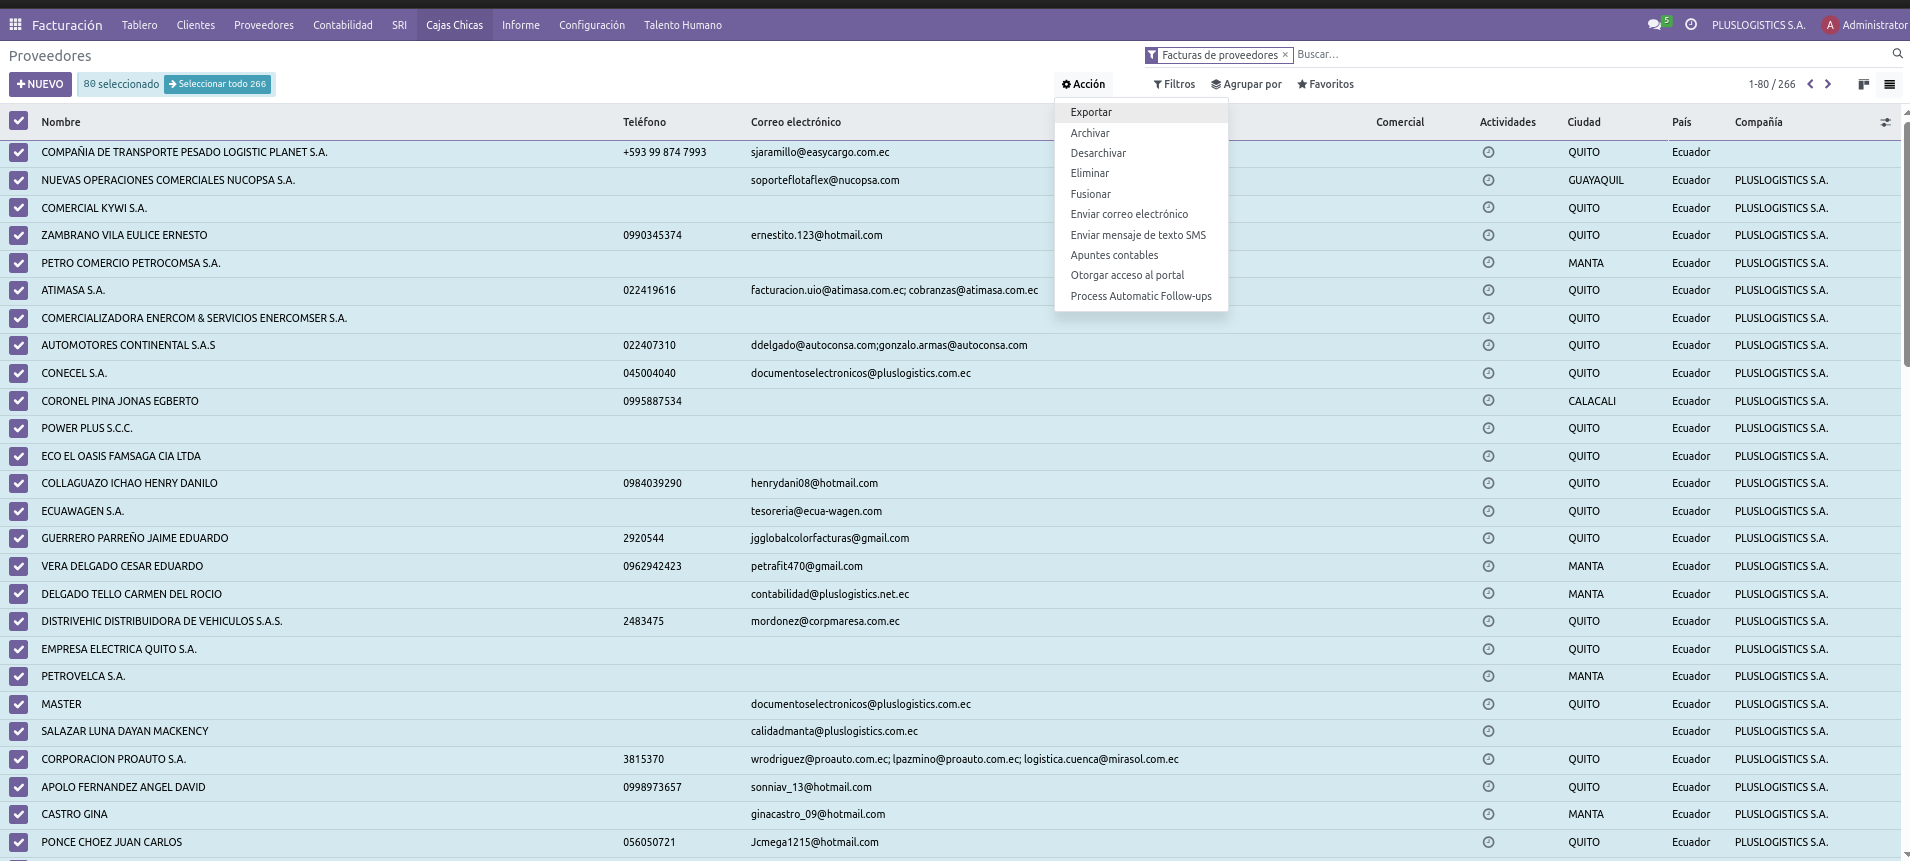 Facturación Tablero Clientes Proveedores Contabilidad SRI Cajas Chicas Informe Configuración Talento Humano 5 PLUSLOGISTICS S.A. A Administrator
Proveedores Facturas de proveedores × Buscar...
+ NUEVO 80 seleccionado → Seleccionar todo 266 Acción Filtros Agrupar por Favoritos 1-80 / 266
Exportar
Archivar
Desarchivar
Eliminar
Fusionar
Enviar correo electrónico
Enviar mensaje de texto SMS
Apuntes contables
Otorgar acceso al portal
Process Automatic Follow-ups
Nombre Teléfono Correo electrónico Comercial Actividades Ciudad País Compañía
COMPAÑIA DE TRANSPORTE PESADO LOGISTIC PLANET S.A. +593 99 874 7993 sjaramillo@easycargo.com.ec QUITO Ecuador
NUEVAS OPERACIONES COMERCIALES NUCOPSA S.A. soporteflotaflex@nucopsa.com GUAYAQUIL Ecuador PLUSLOGISTICS S.A.
COMERCIAL KYWI S.A. QUITO Ecuador PLUSLOGISTICS S.A.
ZAMBRANO VILA EULICE ERNESTO 0990345374 ernestito.123@hotmail.com QUITO Ecuador PLUSLOGISTICS S.A.
PETRO COMERCIO PETROCOMSA S.A. MANTA Ecuador PLUSLOGISTICS S.A.
ATIMASA S.A. 022419616 facturacion.uio@atimasa.com.ec; cobranzas@atimasa.com.ec QUITO Ecuador PLUSLOGISTICS S.A.
COMERCIALIZADORA ENERCOM & SERVICIOS ENERCOMSER S.A. QUITO Ecuador PLUSLOGISTICS S.A.
AUTOMOTORES CONTINENTAL S.A.S 022407310 ddelgado@autoconsa.com;gonzalo.armas@autoconsa.com QUITO Ecuador PLUSLOGISTICS S.A.
CONECEL S.A. 045004040 documentoselectronicos@pluslogistics.com.ec QUITO Ecuador PLUSLOGISTICS S.A.
CORONEL PINA JONAS EGBERTO 0995887534 CALACALI Ecuador PLUSLOGISTICS S.A.
POWER PLUS S.C.C. QUITO Ecuador PLUSLOGISTICS S.A.
ECO EL OASIS FAMSAGA CIA LTDA QUITO Ecuador PLUSLOGISTICS S.A.
COLLAGUAZO ICHAO HENRY DANILO 0984039290 henrydani08@hotmail.com QUITO Ecuador PLUSLOGISTICS S.A.
ECUAWAGEN S.A. tesoreria@ecua-wagen.com QUITO Ecuador PLUSLOGISTICS S.A.
GUERRERO PARREÑO JAIME EDUARDO 2920544 jgglobalcolorfacturas@gmail.com QUITO Ecuador PLUSLOGISTICS S.A.
VERA DELGADO CESAR EDUARDO 0962942423 petrafit470@gmail.com MANTA Ecuador PLUSLOGISTICS S.A.
DELGADO TELLO CARMEN DEL ROCIO contabilidad@pluslogistics.net.ec MANTA Ecuador PLUSLOGISTICS S.A.
DISTRIVEHIC DISTRIBUIDORA DE VEHICULOS S.A.S. 2483475 mordonez@corpmaresa.com.ec QUITO Ecuador PLUSLOGISTICS S.A.
EMPRESA ELECTRICA QUITO S.A. QUITO Ecuador PLUSLOGISTICS S.A.
PETROVELCA S.A. MANTA Ecuador PLUSLOGISTICS S.A.
MASTER documentoselectronicos@pluslogistics.com.ec QUITO Ecuador PLUSLOGISTICS S.A.
SALAZAR LUNA DAYAN MACKENCY calidadmanta@pluslogistics.com.ec Ecuador PLUSLOGISTICS S.A.
CORPORACION PROAUTO S.A. 3815370 wrodriguez@proauto.com.ec; lpazmino@proauto.com.ec; logistica.cuenca@mirasol.com.ec QUITO Ecuador PLUSLOGISTICS S.A.
APOLO FERNANDEZ ANGEL DAVID 0998973657 sonniav_13@hotmail.com QUITO Ecuador PLUSLOGISTICS S.A.
CASTRO GINA ginacastro_09@hotmail.com MANTA Ecuador PLUSLOGISTICS S.A.
PONCE CHOEZ JUAN CARLOS 056050721 Jcmega1215@hotmail.com QUITO Ecuador PLUSLOGISTICS S.A.